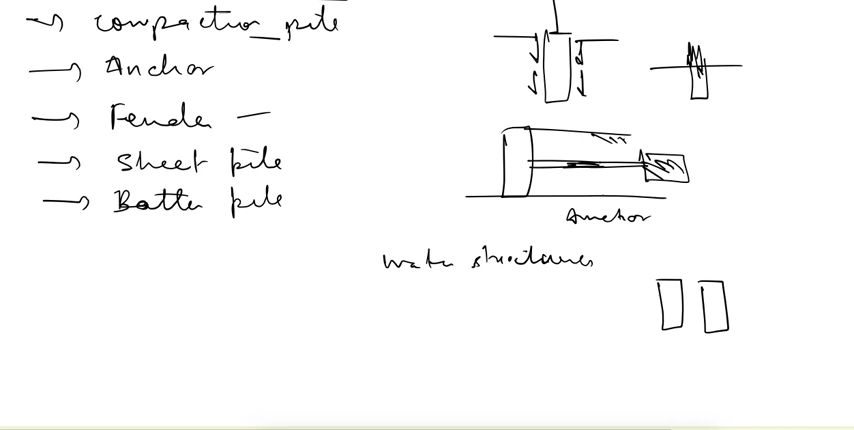 → compaction pile
→ Anchor
→ Fender —
→ Sheet pile
→ Batter pile
Anchor
water structures